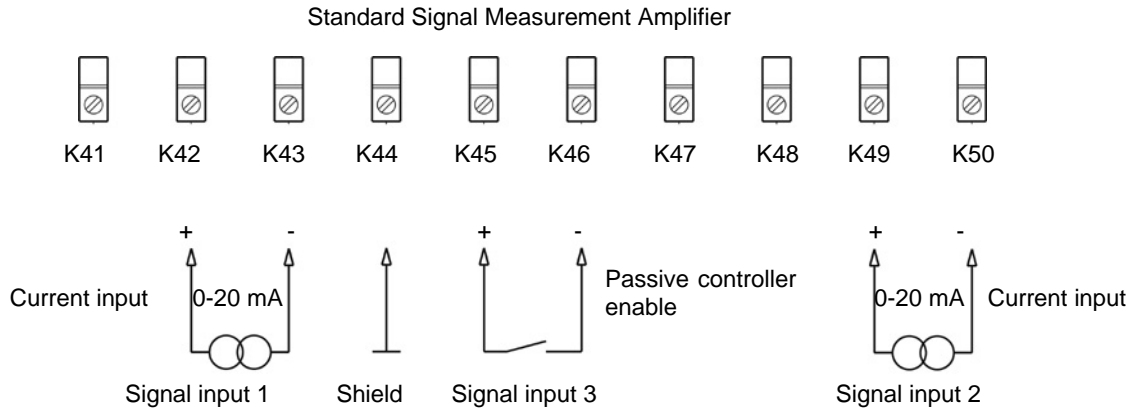 Standard Signal Measurement Amplifier
K41 K42 K43 K44 K45 K46 K47 K48 K49 K50
+ - + - + -
Passive controller
enable
Current input 0-20 mA 0-20 mA Current input
Signal input 1 Shield Signal input 3 Signal input 2